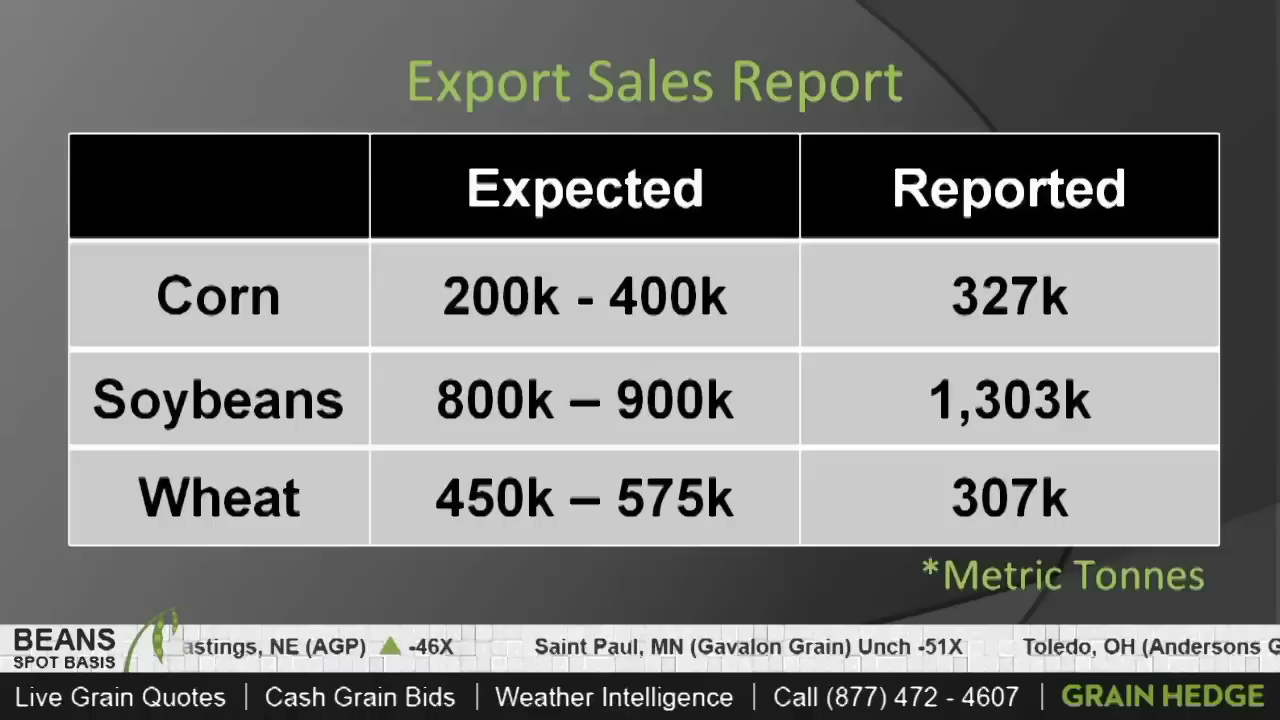 Export Sales Report
Expected Reported
Corn 200k - 400k 327k
Soybeans 800k – 900k 1,303k
Wheat 450k – 575k 307k
*Metric Tonnes
BEANS
SPOT BASIS
astings, NE (AGP) ▲ -46X Saint Paul, MN (Gavalon Grain) Unch -51X Toledo, OH (Andersons G
Live Grain Quotes | Cash Grain Bids | Weather Intelligence | Call (877) 472 - 4607 | GRAIN HEDGE